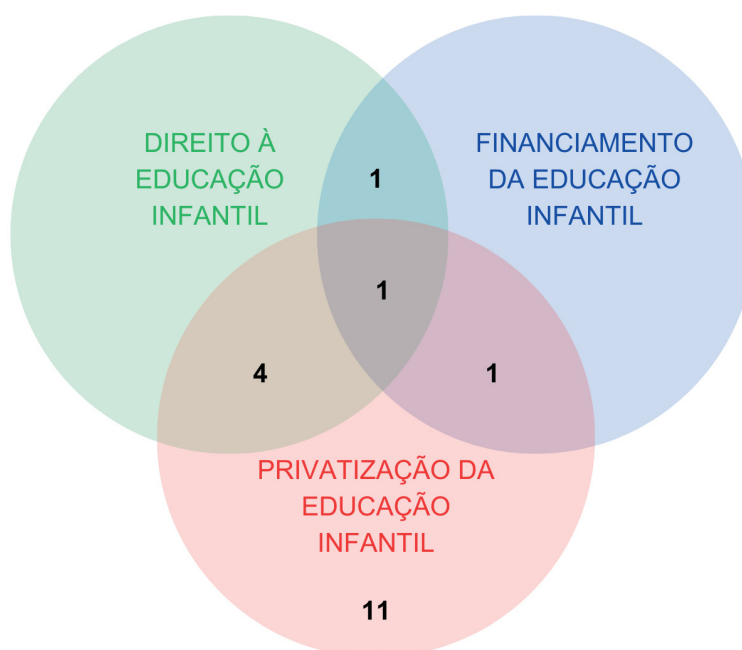 DIREITO À
EDUCAÇÃO
INFANTIL
FINANCIAMENTO
DA EDUCAÇÃO
INFANTIL
1
1
4
1
PRIVATIZAÇÃO DA
EDUCAÇÃO
INFANTIL
11